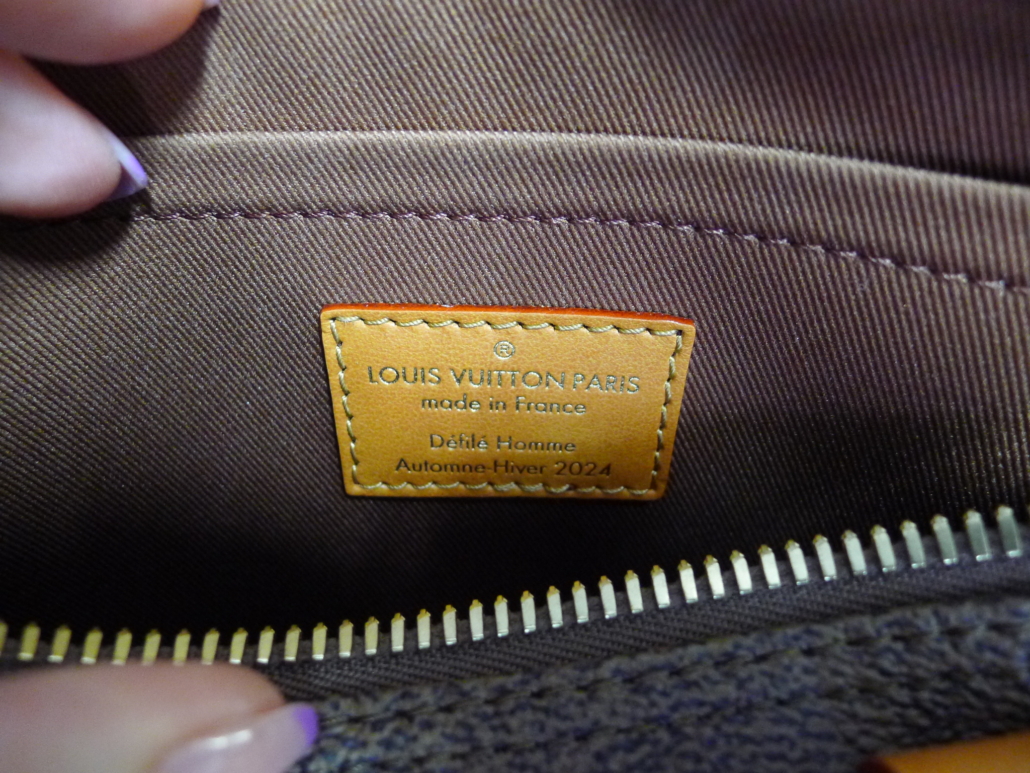 ®
LOUIS VUITTON PARIS
made in France
Défilé Homme
Automne-Hiver 2024